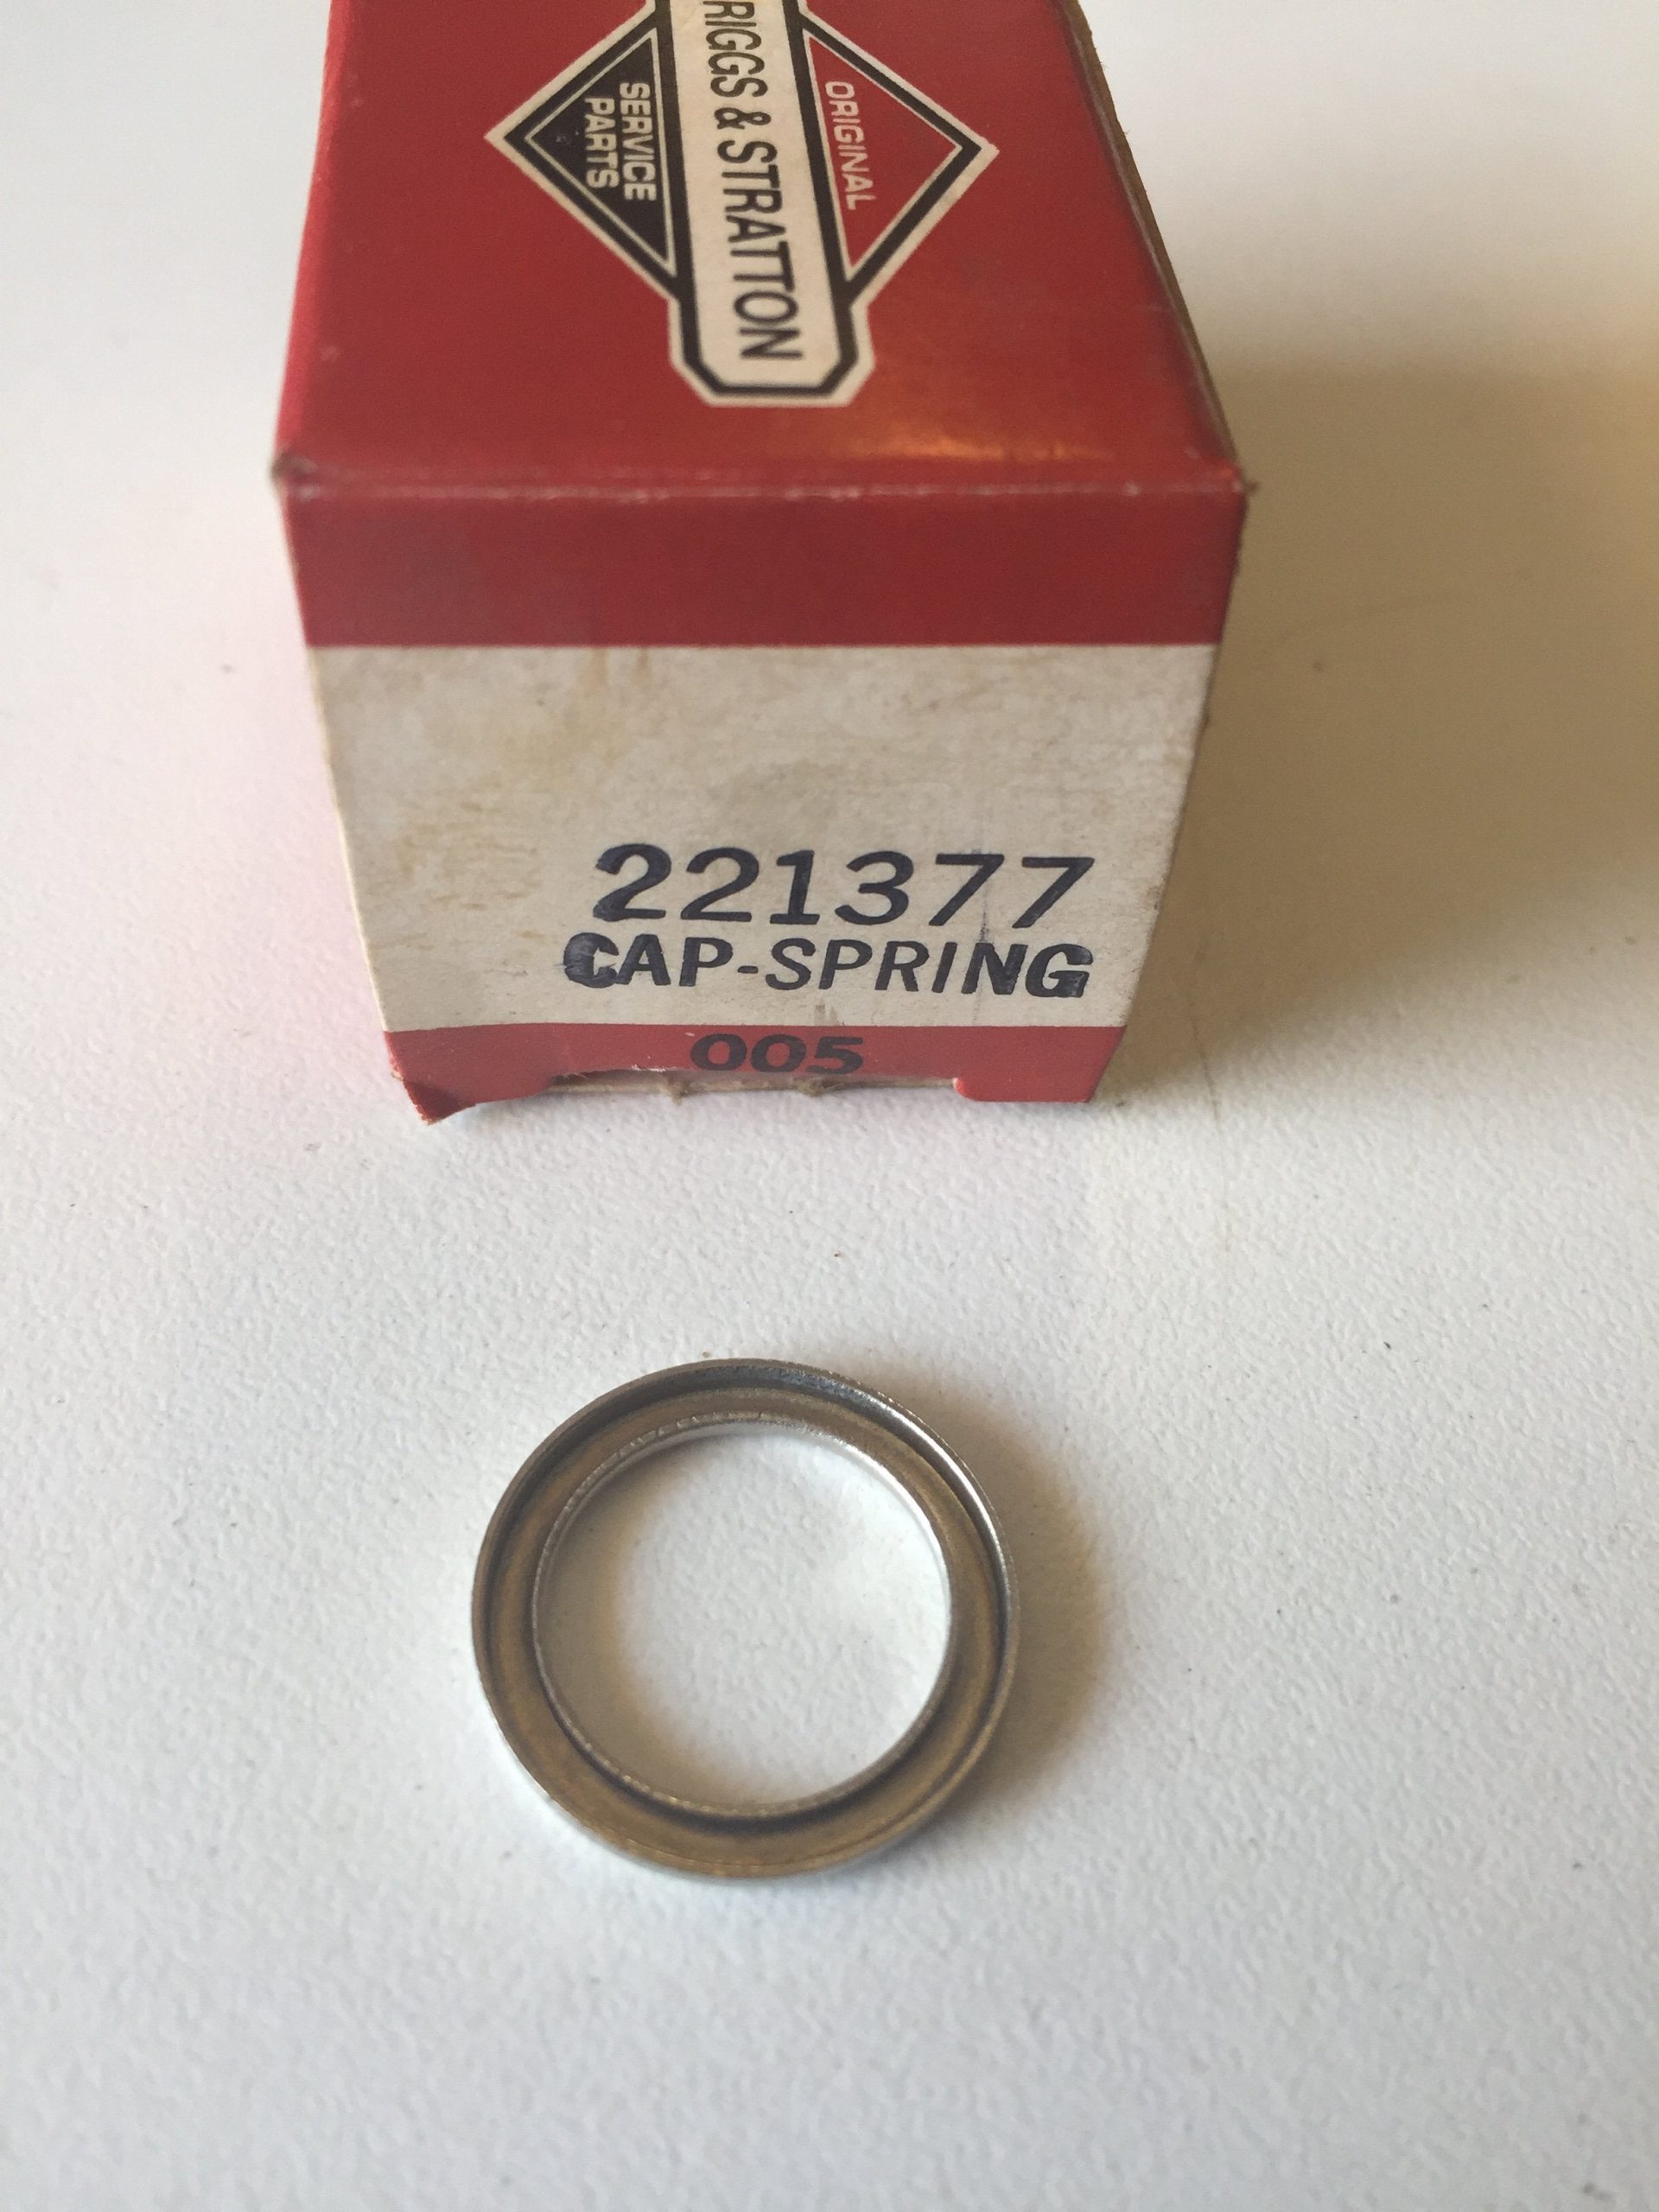 ORIGINAL
RIGGS & STRATTON
SERVICE
PARTS
221377
CAP-SPRING
005